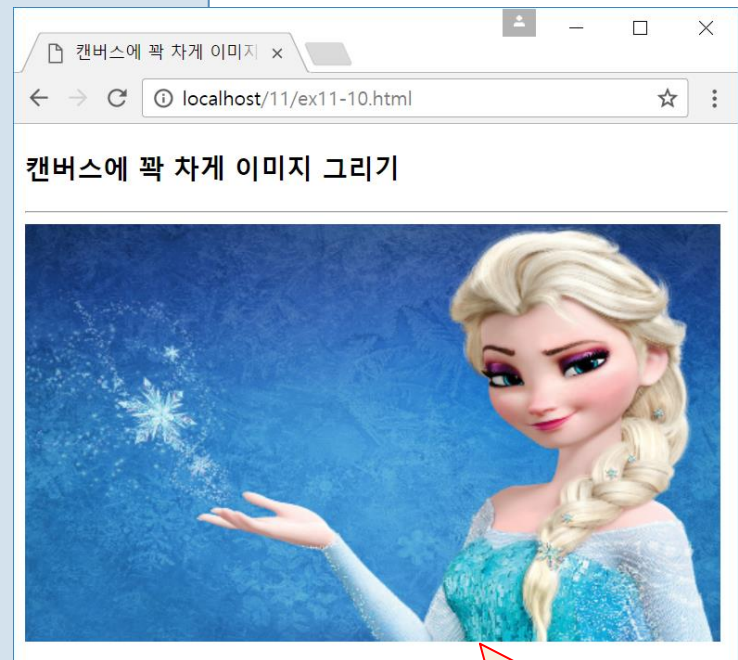 캔버스에 꽉 차게 이미지
localhost/11/ex11-10.html
캔버스에 꽉 차게 이미지 그리기